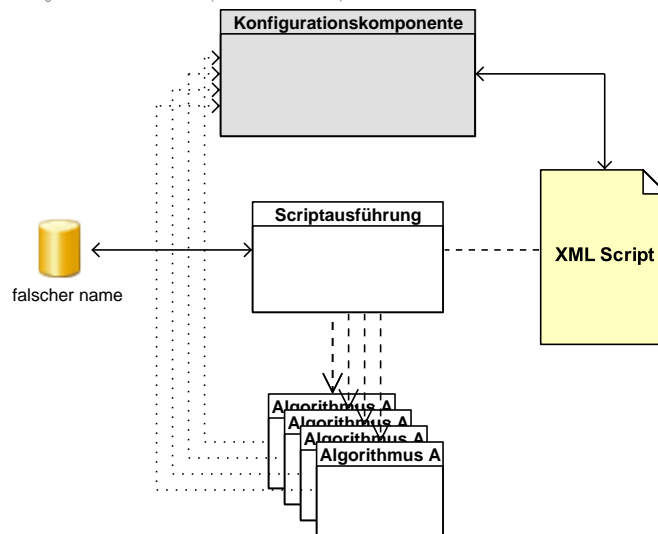 Konfigurationskomponente
Scriptausführung
XML Script
falscher name
Algorithmus A
Algorithmus A
Algorithmus A
Algorithmus A